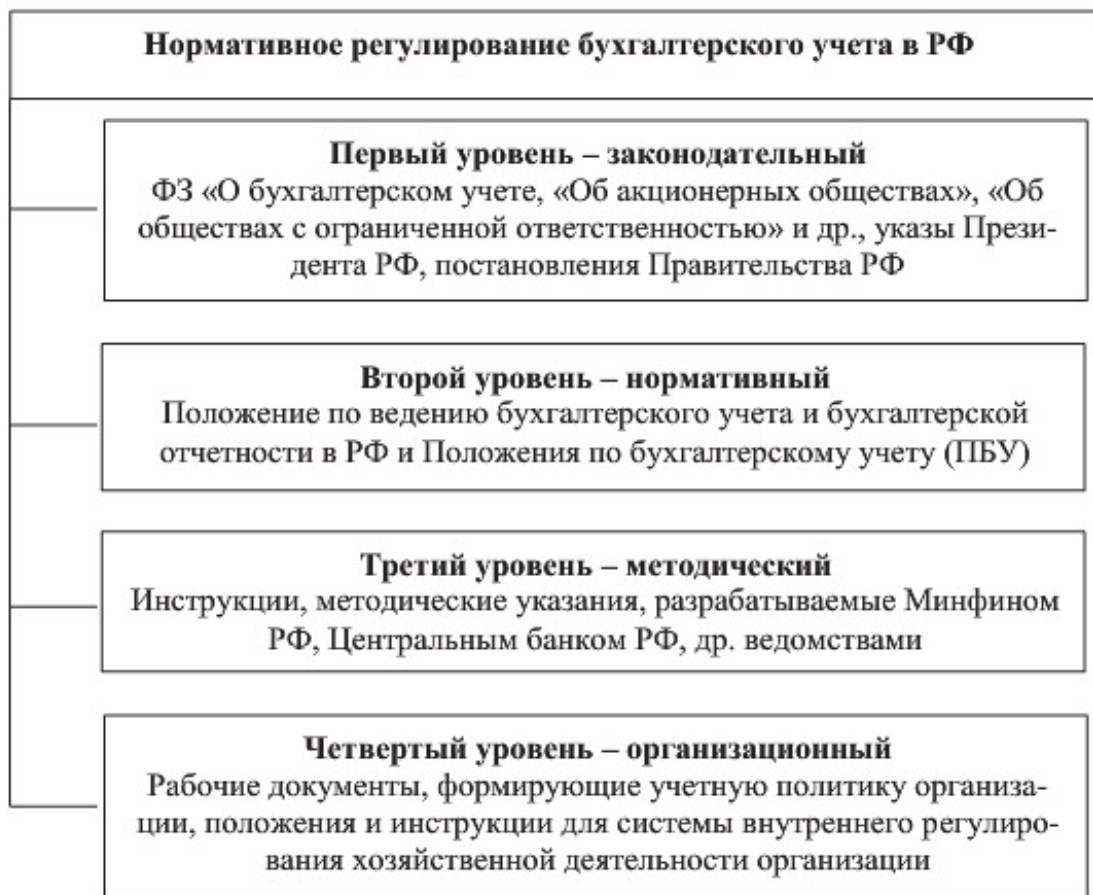 Нормативное регулирование бухгалтерского учета в РФ
Первый уровень – законодательный
ФЗ «О бухгалтерском учете, «Об акционерных обществах», «Об
обществах с ограниченной ответственностью» и др., указы Прези-
дента РФ, постановления Правительства РФ
Второй уровень – нормативный
Положение по ведению бухгалтерского учета и бухгалтерской
отчетности в РФ и Положения по бухгалтерскому учету (ПБУ)
Третий уровень – методический
Инструкции, методические указания, разрабатываемые Минфином
РФ, Центральным банком РФ, др. ведомствами
Четвертый уровень – организационный
Рабочие документы, формирующие учетную политику организа-
ции, положения и инструкции для системы внутреннего регулиро-
вания хозяйственной деятельности организации